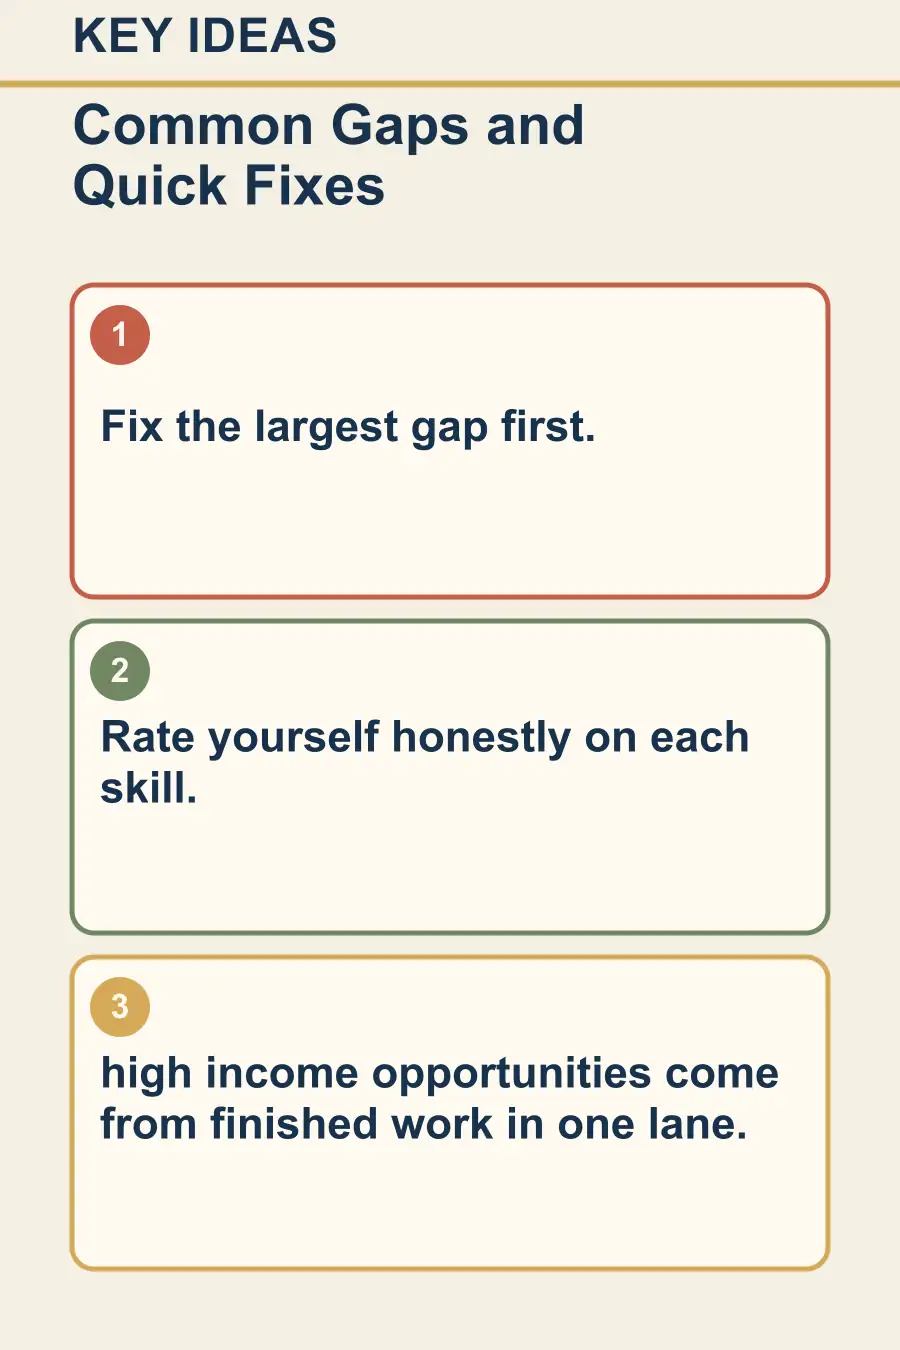 KEY IDEAS
Common Gaps and
Quick Fixes
1
Fix the largest gap first.
2
Rate yourself honestly on each
skill.
3
high income opportunities come
from finished work in one lane.